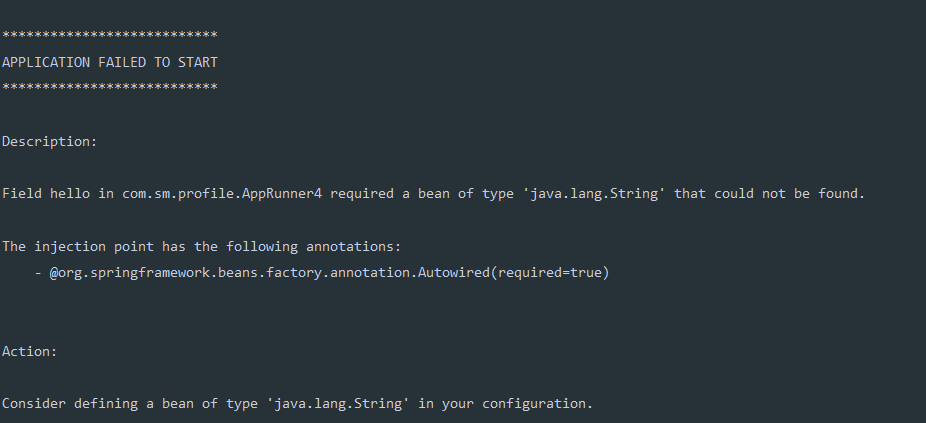 ***************************
APPLICATION FAILED TO START
***************************
Description:
Field hello in com.sm.profile.AppRunner4 required a bean of type 'java.lang.String' that could not be found.
The injection point has the following annotations:
- @org.springframework.beans.factory.annotation.Autowired(required=true)
Action:
Consider defining a bean of type 'java.lang.String' in your configuration.